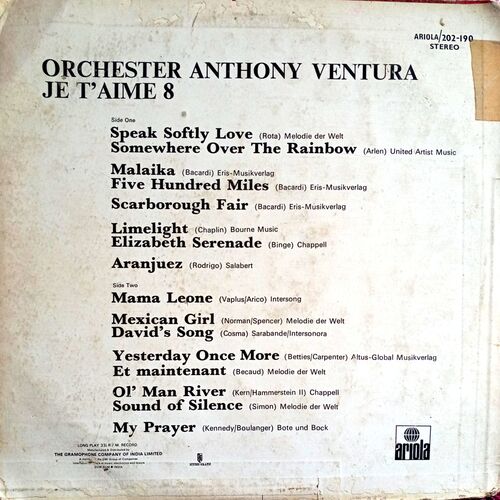 ARIOLA/202-190
STEREO
ORCHESTER ANTHONY VENTURA
JE T'AIME 8
Side One
Speak Softly Love (Rota) Melodie der Welt
Somewhere Over The Rainbow (Arlen) United Artist Music
Malaika (Bacardi) Eris-Musikverlag
Five Hundred Miles (Bacardi) Eris-Musikverlag
Scarborough Fair (Bacardi) Eris-Musikverlag
Limelight (Chaplin) Bourne Music
Elizabeth Serenade (Binge) Chappell
Aranjuez (Rodrigo) Salabert
Side Two
Mama Leone (Vaplus/Arico) Intersong
Mexican Girl (Norman/Spencer) Melodie der Welt
David's Song (Cosma) Sarabande/Intersonora
Yesterday Once More (Betties/Carpenter) Altus-Global Musikverlag
Et maintenant (Becaud) Melodie der Welt
Ol' Man River (Kern/Hammerstein II) Chappell
Sound of Silence (Simon) Melodie der Welt
My Prayer (Kennedy/Boulanger) Bote und Bock
LONG PLAY 33⅓ R.P.M. RECORD
Manufactured & Distributed by
THE GRAMOPHONE COMPANY OF INDIA LIMITED
ariola